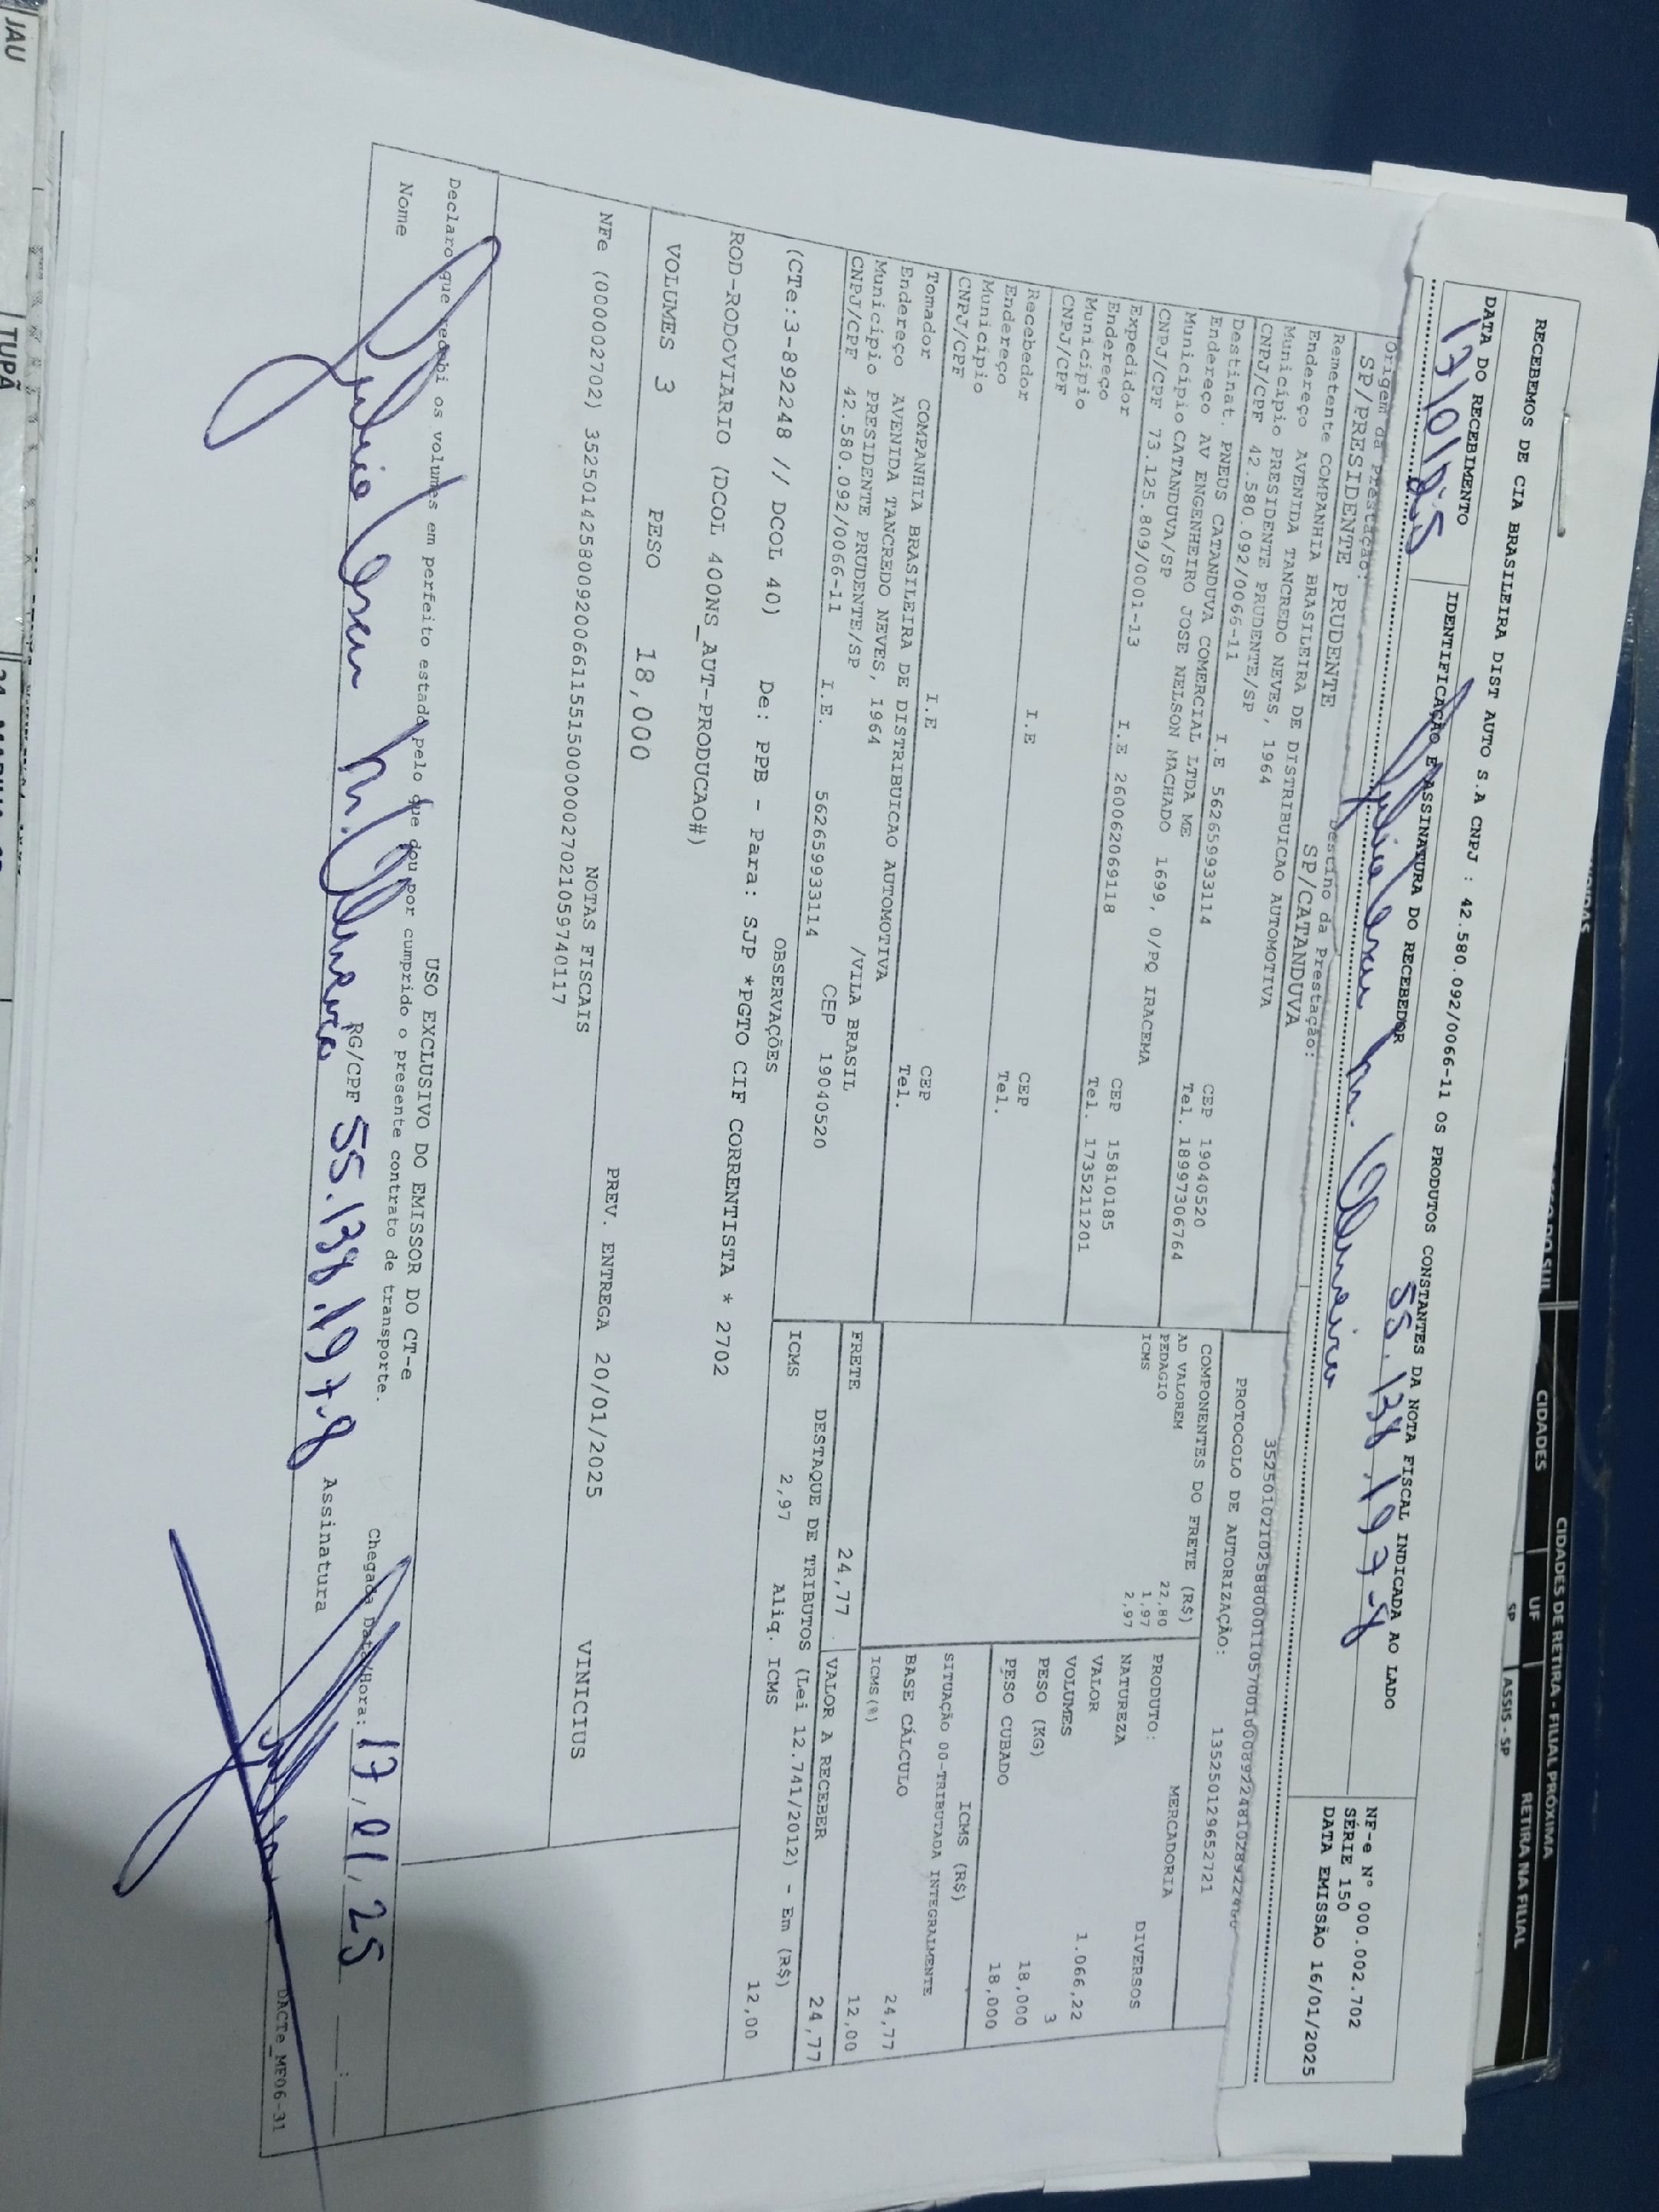 RECEBEMOS DE CIA BRASILEIRA DIST AUTO S.A CNPJ : 42.580.092/0066-11 OS PRODUTOS CONSTANTES DA NOTA FISCAL INDICADA AO LADO
NF-e Nº 000.002.702
SÉRIE 150
DATA EMISSÃO 16/01/2025
DATA DO RECEBIMENTO
17/01/25
IDENTIFICAÇÃO E ASSINATURA DO RECEBEDOR
55.138.197-8
Origem da Prestação:
SP/PRESIDENTE PRUDENTE
Destino da Prestação:
SP/CATANDUVA
Remetente COMPANHIA BRASILEIRA DE DISTRIBUICAO AUTOMOTIVA
Endereço AVENIDA TANCREDO NEVES, 1964
Município PRESIDENTE PRUDENTE/SP CEP 19040520
CNPJ/CPF 42.580.092/0066-11 I.E 562659933114 Tel. 18997306764
Destinat. PNEUS CATANDUVA COMERCIAL LTDA ME
Endereço AV ENGENHEIRO JOSE NELSON MACHADO 1699, 0/PQ IRACEMA
Município CATANDUVA/SP CEP 15810185
CNPJ/CPF 73.125.809/0001-13 I.E 260062069118 Tel. 1735211201
Expedidor
Endereço
Município CEP
CNPJ/CPF I.E Tel.
Recebedor
Endereço
Município CEP
CNPJ/CPF I.E Tel.
Tomador COMPANHIA BRASILEIRA DE DISTRIBUICAO AUTOMOTIVA
Endereço AVENIDA TANCREDO NEVES, 1964 /VILA BRASIL
Município PRESIDENTE PRUDENTE/SP CEP 19040520
CNPJ/CPF 42.580.092/0066-11 I.E. 562659933114
PROTOCOLO DE AUTORIZAÇÃO: 135250129652721
COMPONENTES DO FRETE (R$)
AD VALOREM 22,80
PEDAGIO 1,97
ICMS 2,97
PRODUTO: MERCADORIA
NATUREZA DIVERSOS
VALOR 1.066,22
VOLUMES 3
PESO (KG) 18,000
PESO CUBADO 18,000
ICMS (R$)
SITUAÇÃO 00-TRIBUTADA INTEGRALMENTE
BASE CÁLCULO 24,77
ICMS(%) 12,00
FRETE 24,77
VALOR A RECEBER 24,77
DESTAQUE DE TRIBUTOS (Lei 12.741/2012) - Em (R$)
ICMS 2,97 Aliq. ICMS 12,00
OBSERVAÇÕES
(CTe:3-892248 // DCOL 40) De: PPB - Para: SJP *PGTO CIF CORRENTISTA * 2702
ROD-RODOVIARIO (DCOL 400NS_AUT-PRODUCAO#)
VOLUMES 3 PESO 18,000 PREV. ENTREGA 20/01/2025 VINICIUS
NOTAS FISCAIS
NFe (000002702) 35250142580092006611551500000027021059740117
USO EXCLUSIVO DO EMISSOR DO CT-e
Declaro que recebi os volumes em perfeito estado pelo que dou por cumprido o presente contrato de transporte.
Chegada Data/Hora: 17/01/25 __:__
Nome RG/CPF 55.138.197-8 Assinatura
DACTe_ME06-31
CIDADES DE RETIRA - FILIAL PRÓXIMA
CIDADES UF RETIRA NA FILIAL
SP ASSIS - SP
JAU
TUPÃ